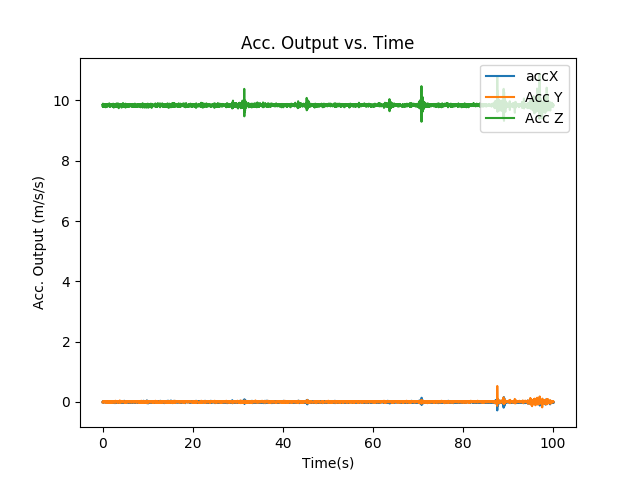 Acc. Output vs. Time
accX
Acc Y
Acc Z
10
8
6
4
2
0
Acc. Output (m/s/s)
0 20 40 60 80 100
Time(s)